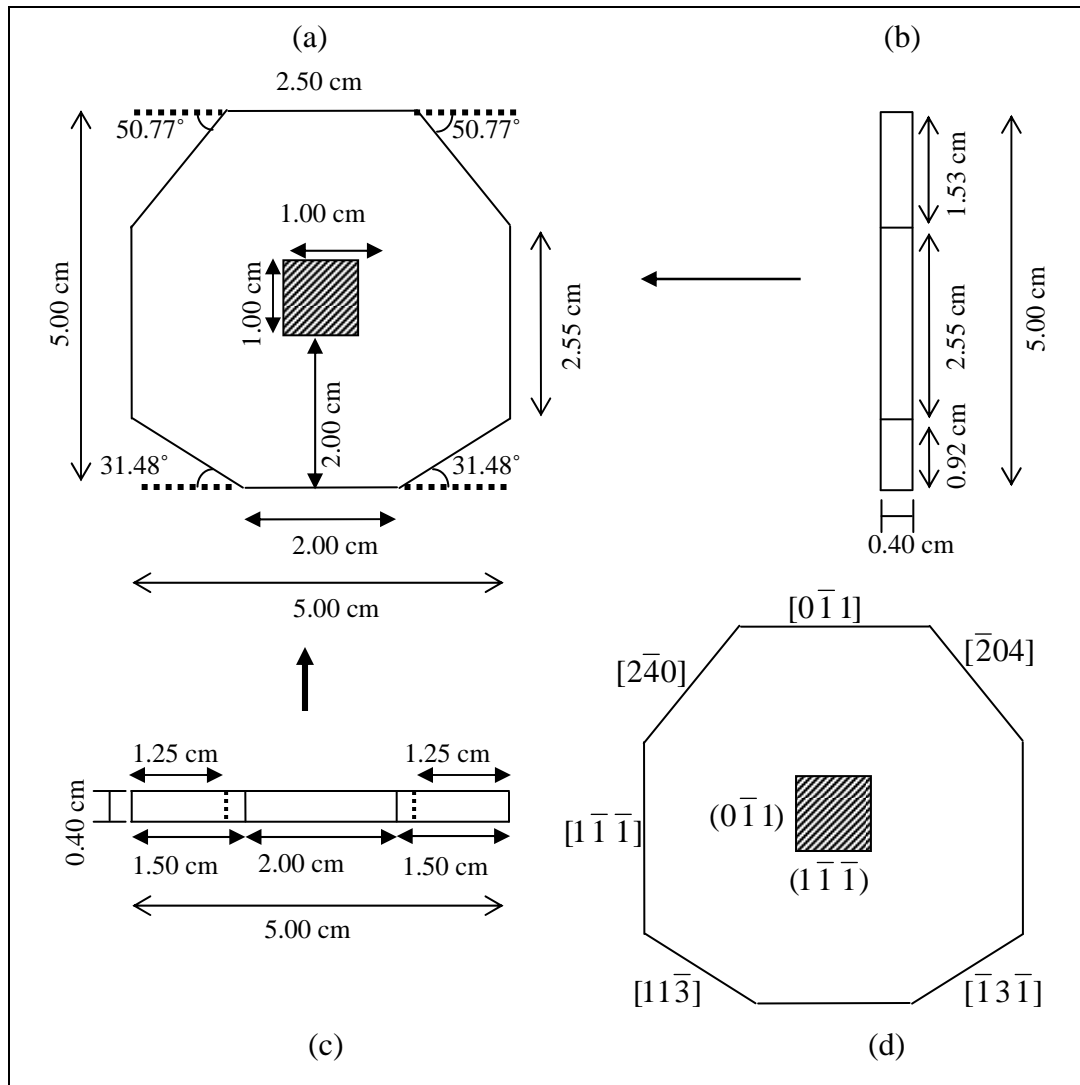 (a)
2.50 cm
50.77°
50.77°
1.00 cm
1.00 cm
5.00 cm
2.55 cm
2.00 cm
31.48°
31.48°
2.00 cm
5.00 cm
(b)
1.53 cm
2.55 cm
5.00 cm
0.92 cm
0.40 cm
1.25 cm
1.25 cm
0.40 cm
1.50 cm
2.00 cm
1.50 cm
5.00 cm
(c)
[0 1̅ 1]
[2 4̅ 0]
[2̅ 0 4]
[1 1̅ 1̅]
(0 1̅ 1)
(1 1̅ 1̅)
[1 1 3̅]
[1̅ 3 1̅]
(d)